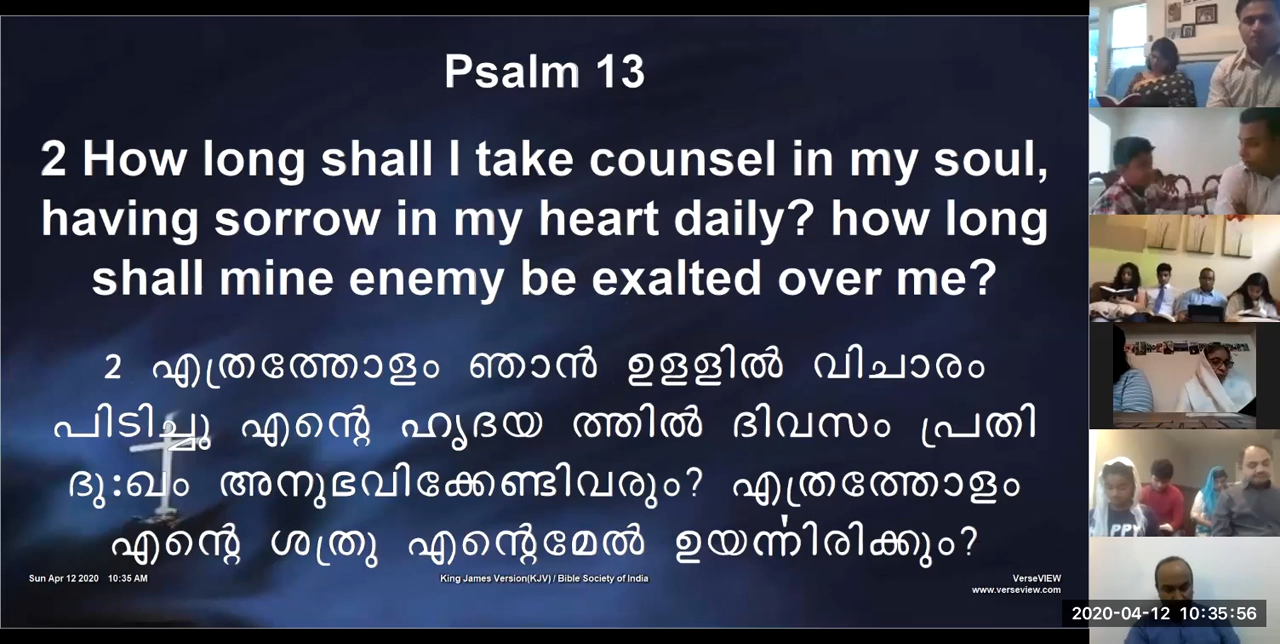 Psalm 13
2 How long shall I take counsel in my soul,
having sorrow in my heart daily? how long
shall mine enemy be exalted over me?
2 എത്രത്തോളം ഞാൻ ഉള്ളിൽ വിചാരം
പിടിച്ചു എന്റെ ഹൃദയ ത്തിൽ ദിവസം പ്രതി
ദു:ഖം അനുഭവിക്കേണ്ടിവരും? എത്രത്തോളം
എന്റെ ശത്രു എന്റെമേൽ ഉയൎന്നിരിക്കും?
Sun Apr 12 2020 10:35 AM
King James Version(KJV) / Bible Society of India
VerseVIEW
www.verseview.com
PPY
2020-04-12 10:35:56